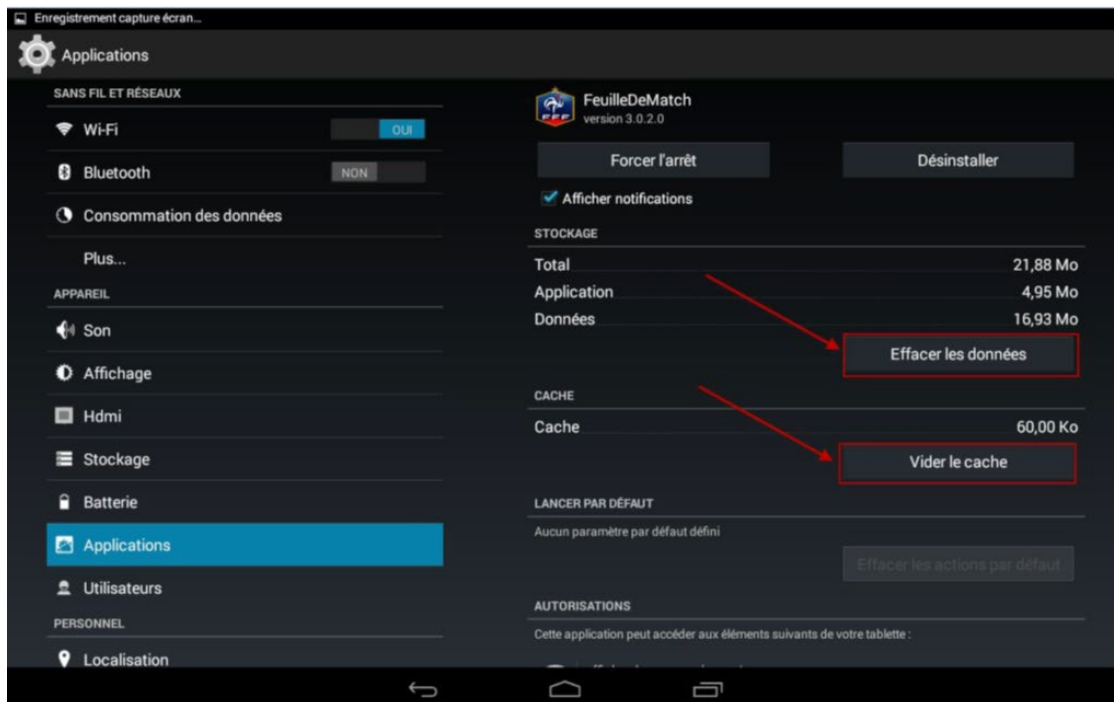 Enregistrement capture écran...
Applications
SANS FIL ET RÉSEAUX
Wi-Fi
OUI
Bluetooth
NON
Consommation des données
Plus...
APPAREIL
Son
Affichage
Hdmi
Stockage
Batterie
Applications
Utilisateurs
PERSONNEL
Localisation
FFF
FeuilleDeMatch
version 3.0.2.0
Forcer l'arrêt
Désinstaller
Afficher notifications
STOCKAGE
Total 21,88 Mo
Application 4,95 Mo
Données 16,93 Mo
Effacer les données
CACHE
Cache 60,00 Ko
Vider le cache
LANCER PAR DÉFAUT
Aucun paramètre par défaut défini
Effacer les actions par défaut
AUTORISATIONS
Cette application peut accéder aux éléments suivants de votre tablette :